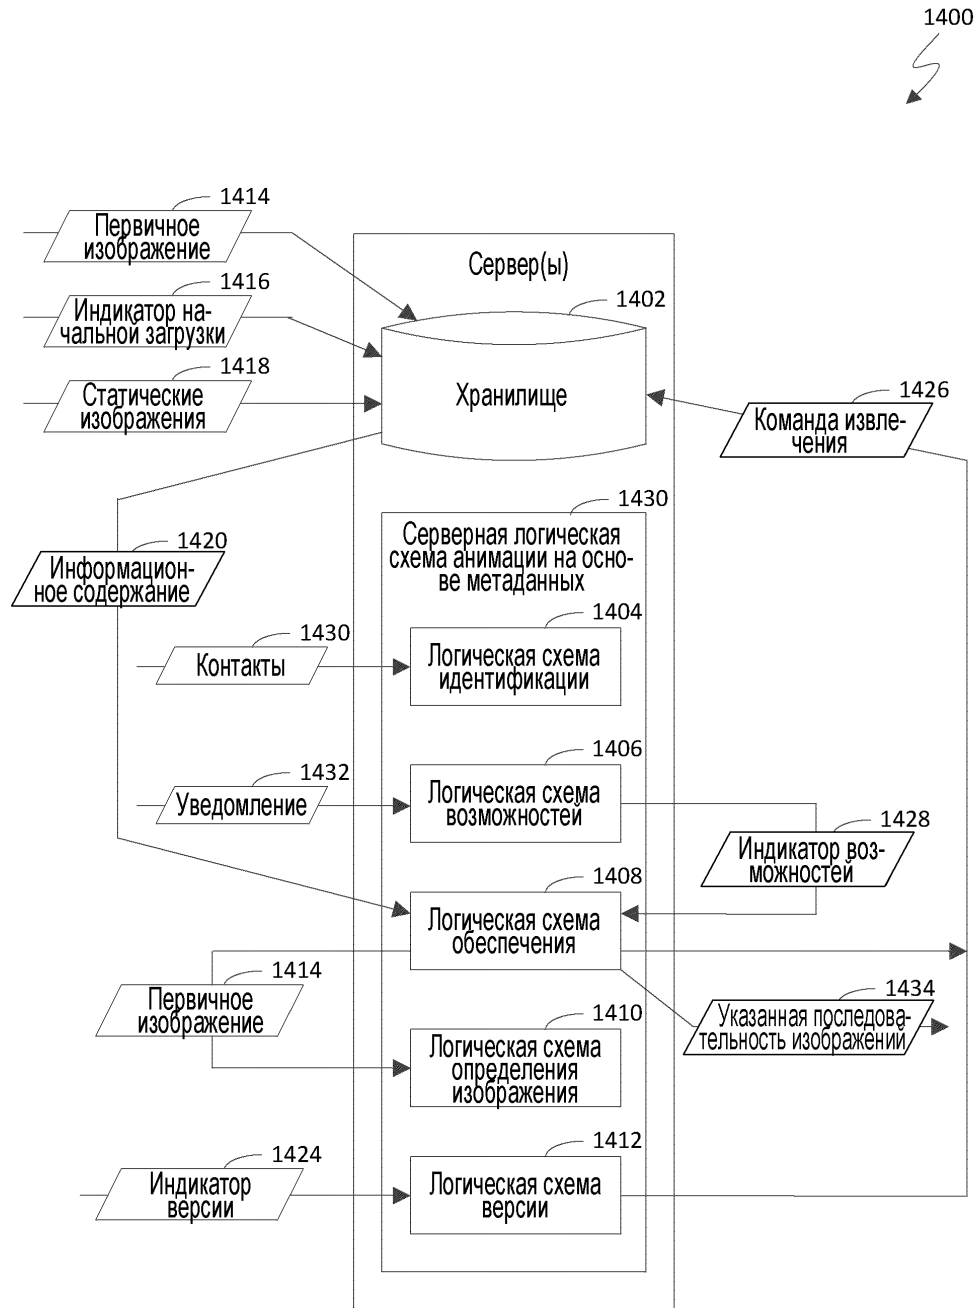 1400
1414
Первичное
изображение
Сервер(ы)
1416
Индикатор на-
чальной загрузки
1402
1418
Статические
изображения
Хранилище
1426
Команда извле-
чения
1430
Серверная логическая
схема анимации на осно-
ве метаданных
1420
Информацион-
ное содержание
1404
Логическая схема
идентификации
1430
Контакты
1406
Логическая схема
возможностей
1432
Уведомление
1428
Индикатор воз-
можностей
1408
Логическая схема
обеспечения
1414
Первичное
изображение
1434
Указанная последова-
тельность изображений
1410
Логическая схема
определения
изображения
1412
Логическая схема
версии
1424
Индикатор
версии